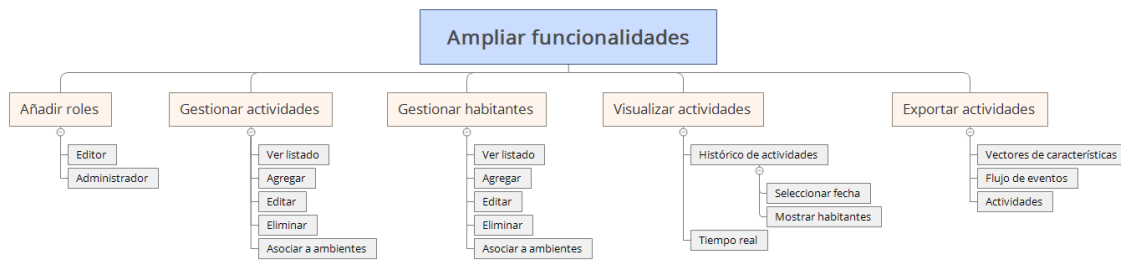 Ampliar funcionalidades
Añadir roles
Editor
Administrador
Gestionar actividades
Ver listado
Agregar
Editar
Eliminar
Asociar a ambientes
Gestionar habitantes
Ver listado
Agregar
Editar
Eliminar
Asociar a ambientes
Visualizar actividades
Histórico de actividades
Seleccionar fecha
Mostrar habitantes
Tiempo real
Exportar actividades
Vectores de características
Flujo de eventos
Actividades